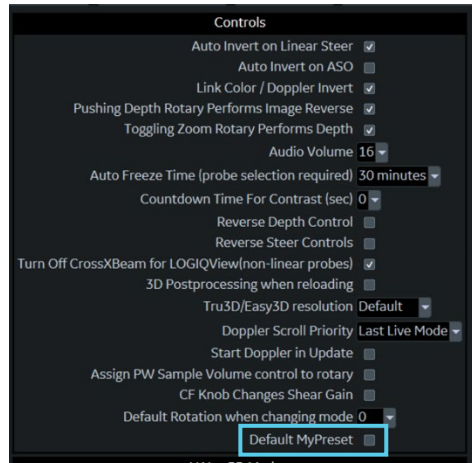 Controls
Auto Invert on Linear Steer
Auto Invert on ASO
Link Color / Doppler Invert
Pushing Depth Rotary Performs Image Reverse
Toggling Zoom Rotary Performs Depth
Audio Volume 16
Auto Freeze Time (probe selection required) 30 minutes
Countdown Time For Contrast (sec) 0
Reverse Depth Control
Reverse Steer Controls
Turn Off CrossXBeam for LOGIQView(non-linear probes)
3D Postprocessing when reloading
Tru3D/Easy3D resolution Default
Doppler Scroll Priority Last Live Mode
Start Doppler in Update
Assign PW Sample Volume control to rotary
CF Knob Changes Shear Gain
Default Rotation when changing mode 0
Default MyPreset